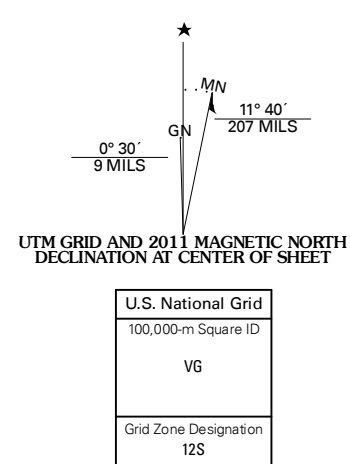 ★
MN
11° 40´
207 MILS
GN
0° 30´
9 MILS
UTM GRID AND 2011 MAGNETIC NORTH
DECLINATION AT CENTER OF SHEET
U.S. National Grid
100,000-m Square ID
VG
Grid Zone Designation
12S